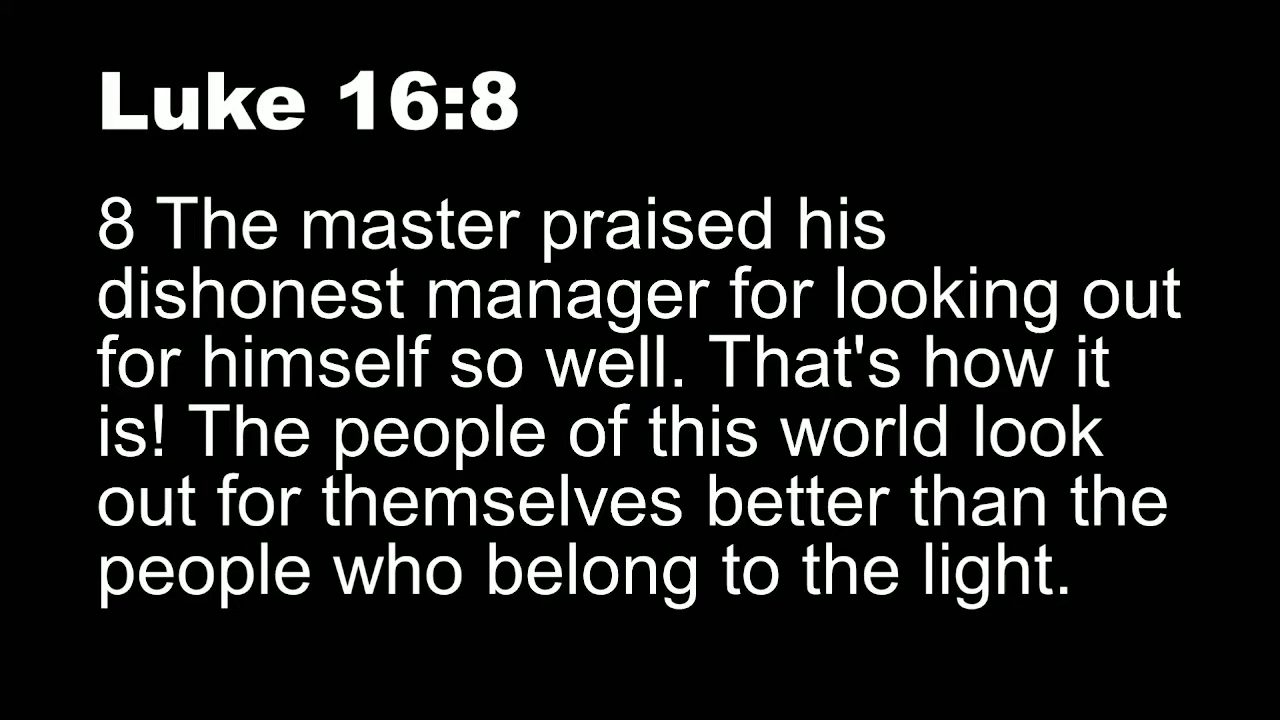 Luke 16:8
8 The master praised his
dishonest manager for looking out
for himself so well. That's how it
is! The people of this world look
out for themselves better than the
people who belong to the light.